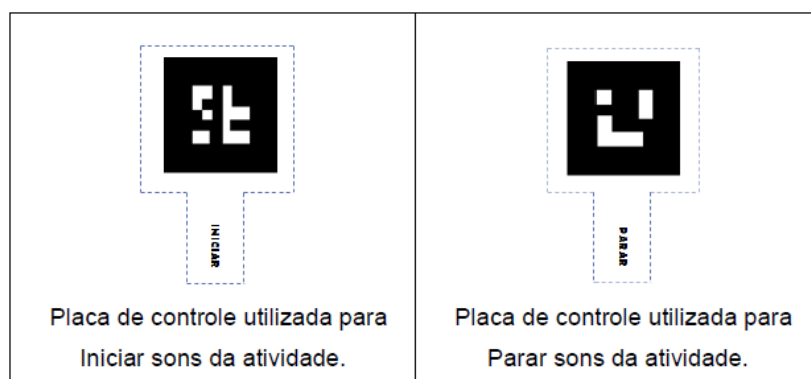 INICIAR
Placa de controle utilizada para
Iniciar sons da atividade.
PARAR
Placa de controle utilizada para
Parar sons da atividade.